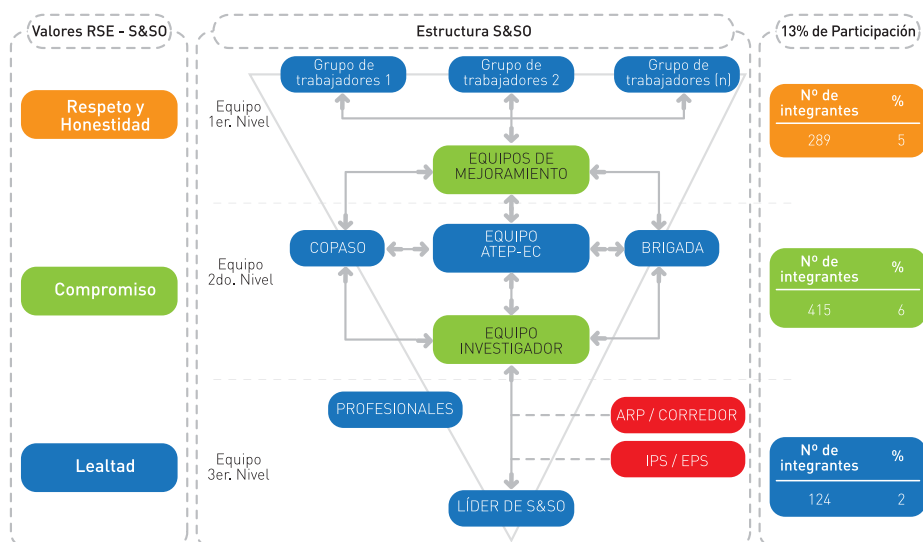 Valores RSE - S&SO
Estructura S&SO
13% de Participación
Respeto y
Honestidad
Compromiso
Lealtad
Equipo
1er. Nivel
Grupo de
trabajadores 1
Grupo de
trabajadores 2
Grupo de
trabajadores (n)
EQUIPOS DE
MEJORAMIENTO
Equipo
2do. Nivel
COPASO
EQUIPO
ATEP-EC
BRIGADA
EQUIPO
INVESTIGADOR
Equipo
3er. Nivel
PROFESIONALES
ARP / CORREDOR
IPS / EPS
LÍDER DE S&SO
Nº de
integrantes
%
289
5
Nº de
integrantes
%
415
6
Nº de
integrantes
%
124
2